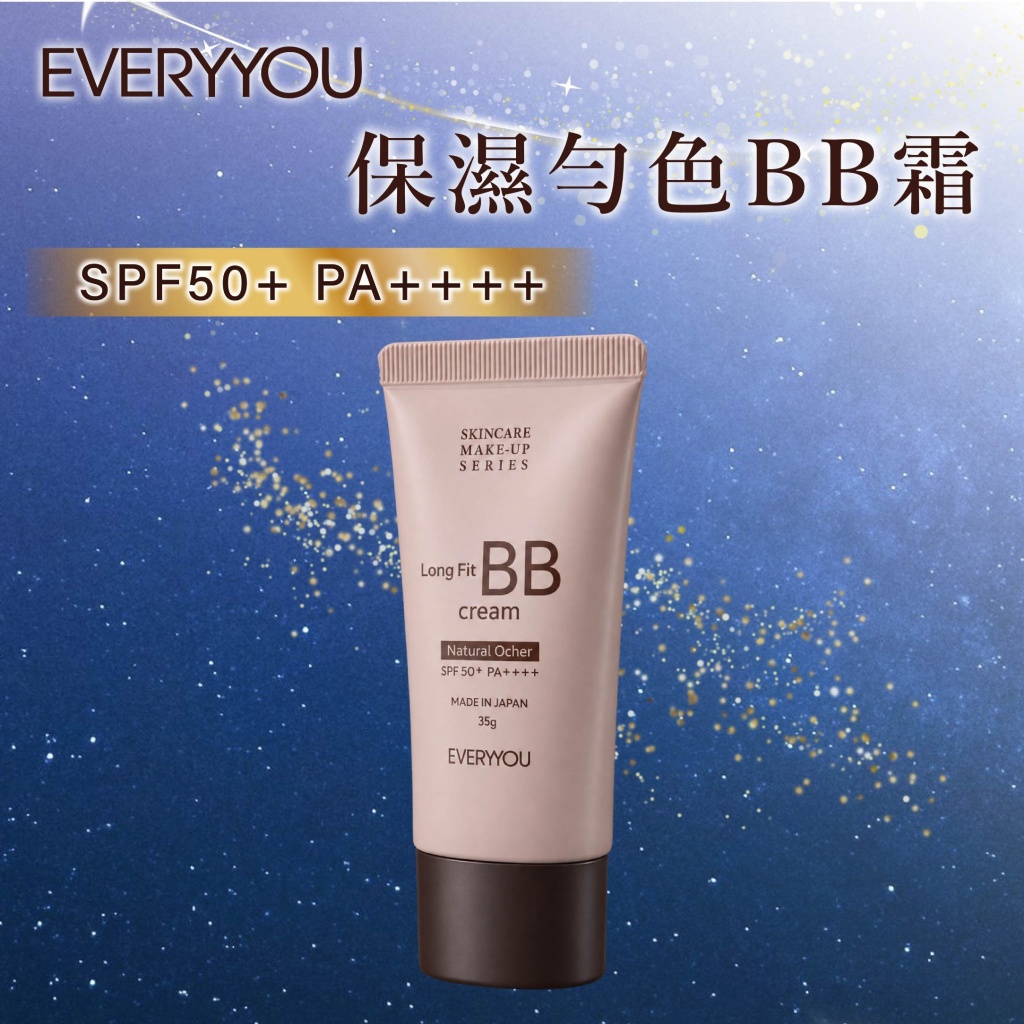 EVERYYOU
保濕勻色BB霜
SPF50+ PA++++
SKINCARE
MAKE-UP
SERIES
Long Fit BB
cream
Natural Ocher
SPF 50+ PA++++
MADE IN JAPAN
35g
EVERYYOU